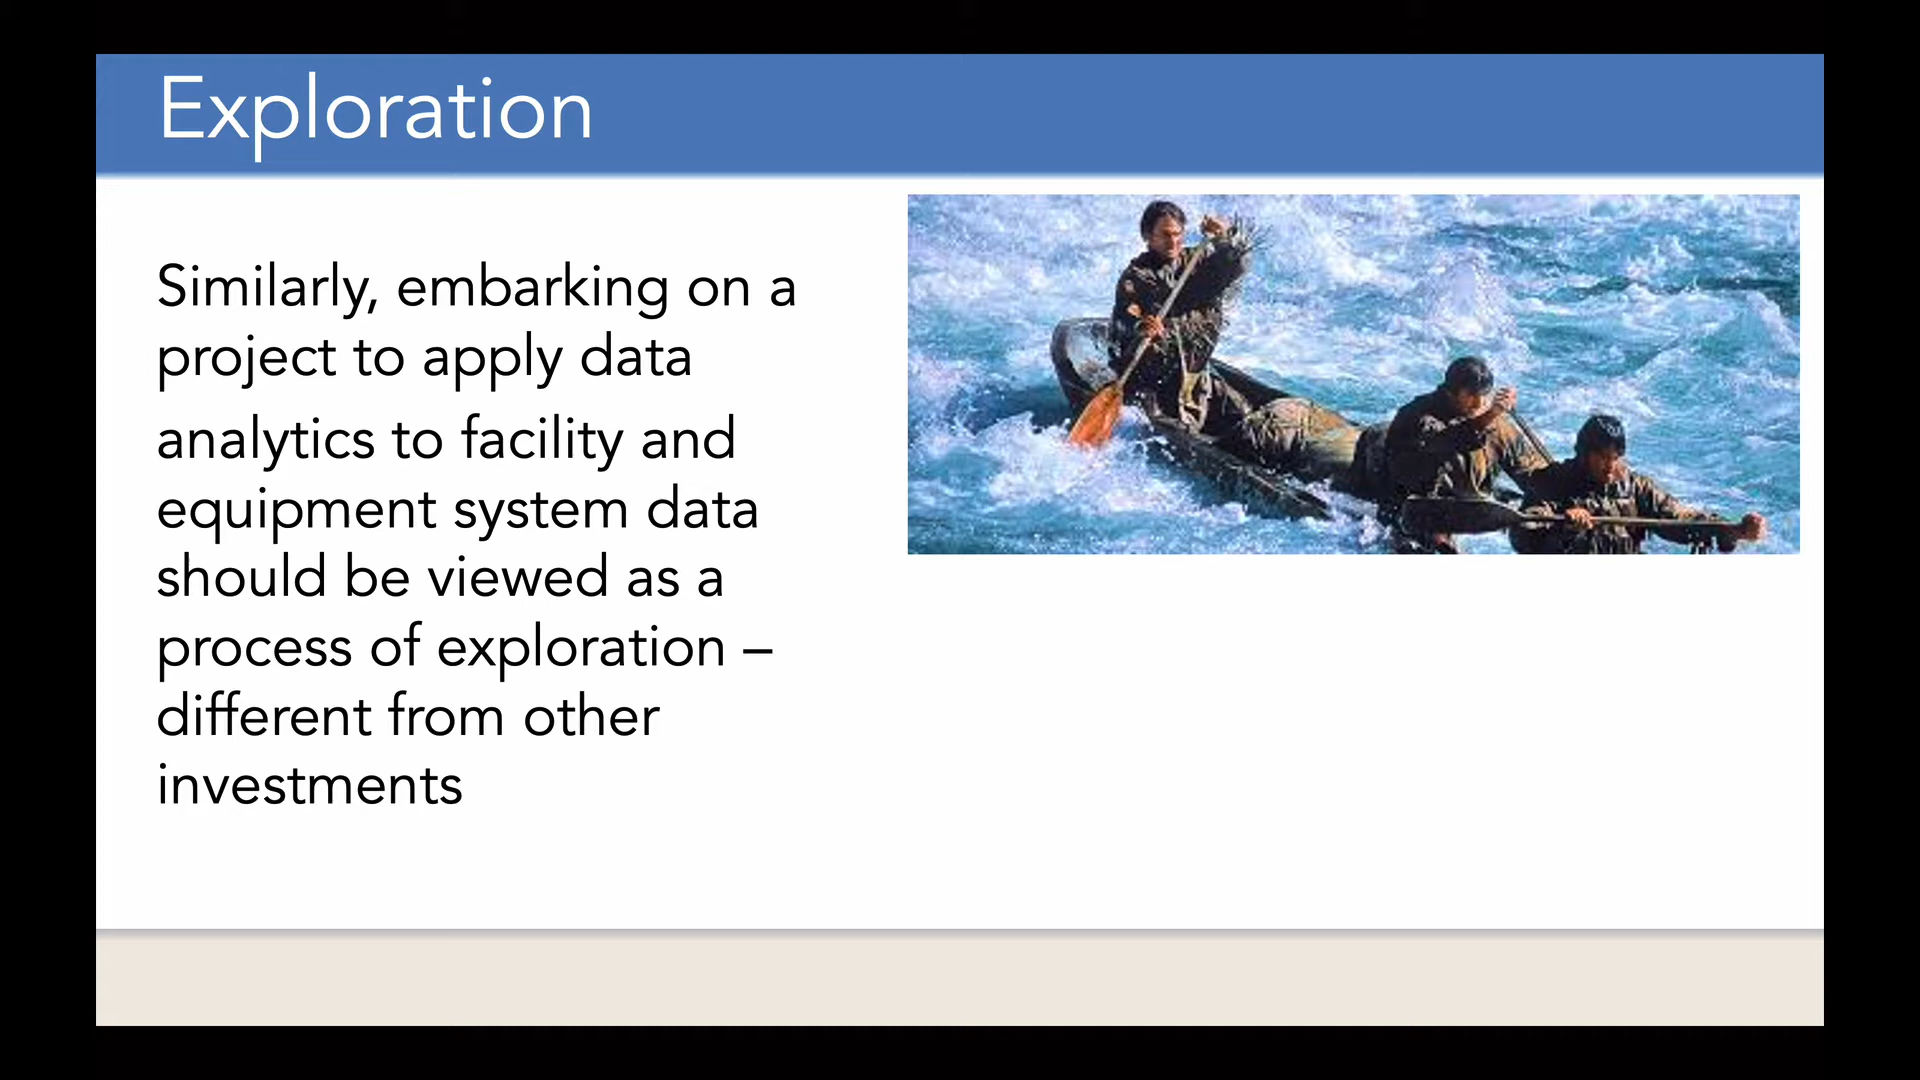 Exploration
Similarly, embarking on a
project to apply data
analytics to facility and
equipment system data
should be viewed as a
process of exploration –
different from other
investments